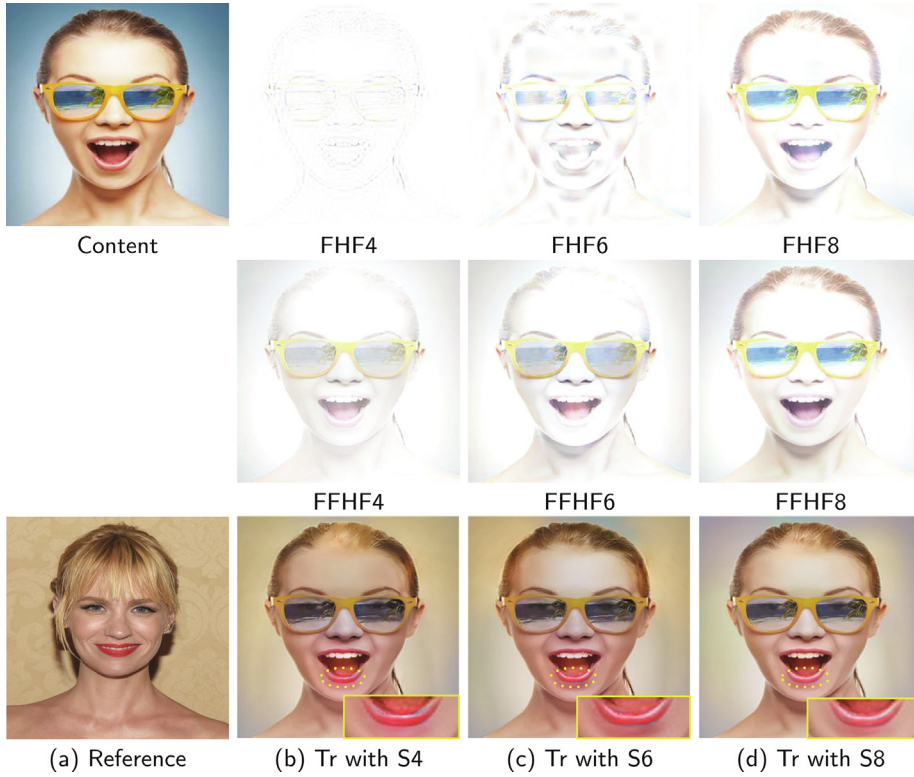 Content FHF4 FHF6 FHF8
FFHF4 FFHF6 FFHF8
(a) Reference (b) Tr with S4 (c) Tr with S6 (d) Tr with S8